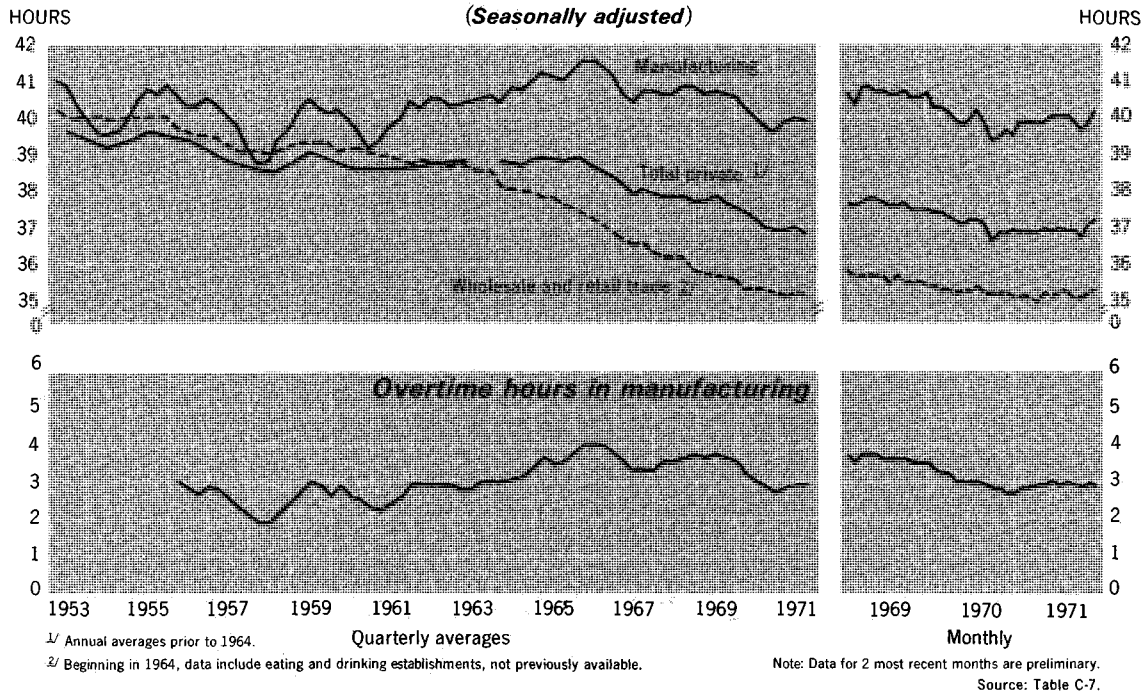 (Seasonally adjusted)
HOURS HOURS
42 42
41 41
40 40
39 39
38 38
37 37
36 36
35 35
0 0
Manufacturing
Total private 1/
Wholesale and retail trade 2/
6 6
5 5
4 4
3 3
2 2
1 1
0 0
Overtime hours in manufacturing
1953 1955 1957 1959 1961 1963 1965 1967 1969 1971 1969 1970 1971
Quarterly averages Monthly
1/ Annual averages prior to 1964.
2/ Beginning in 1964, data include eating and drinking establishments, not previously available.
Note: Data for 2 most recent months are preliminary.
Source: Table C-7.